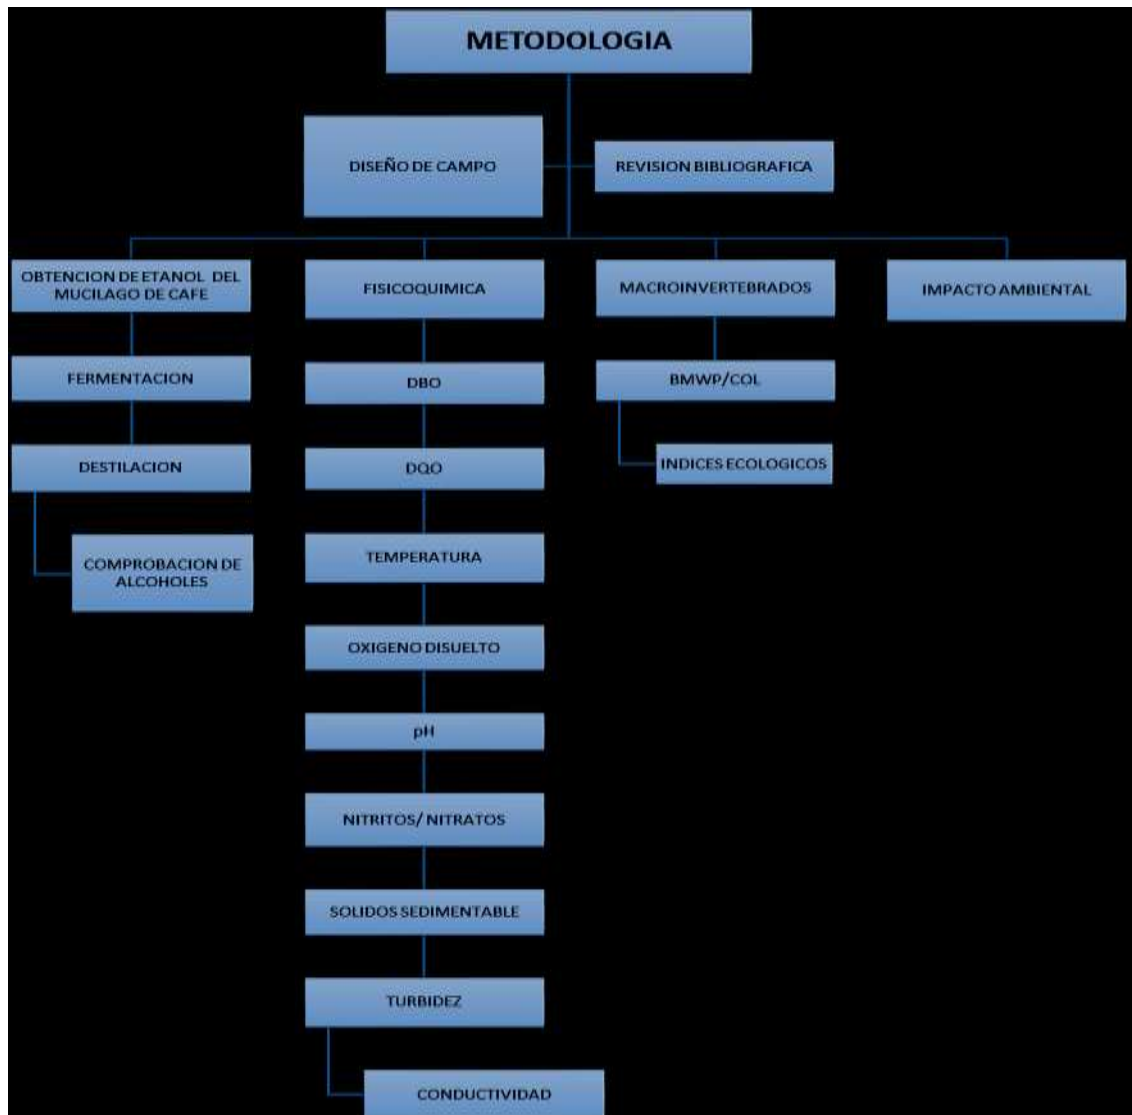 METODOLOGIA
DISEÑO DE CAMPO
REVISION BIBLIOGRAFICA
OBTENCION DE ETANOL DEL
MUCILAGO DE CAFE
FERMENTACION
DESTILACION
COMPROBACION DE
ALCOHOLES
FISICOQUIMICA
DBO
DQO
TEMPERATURA
OXIGENO DISUELTO
pH
NITRITOS/ NITRATOS
SOLIDOS SEDIMENTABLE
TURBIDEZ
CONDUCTIVIDAD
MACROINVERTEBRADOS
BMWP/COL
INDICES ECOLOGICOS
IMPACTO AMBIENTAL